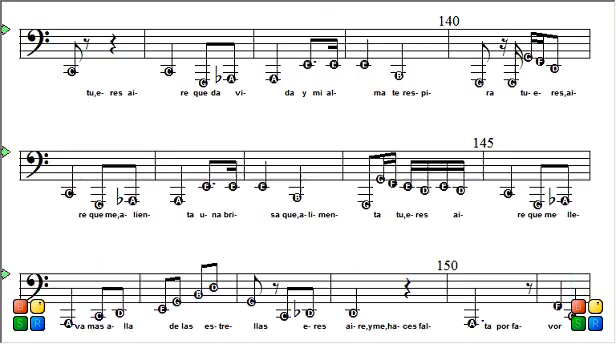 140
tu,e- res ai- re que da vi- da y mi al- ma te res- pi- ra tu- e- res,ai-
145
re que me,a- lien- ta u- na bri- sa que,a- li- men- ta tu,e- res ai- re que me lle-
150
va mas a- lla de las es- tre- llas e res ai- re,y me,ha- ces fal- ta por fa- vor